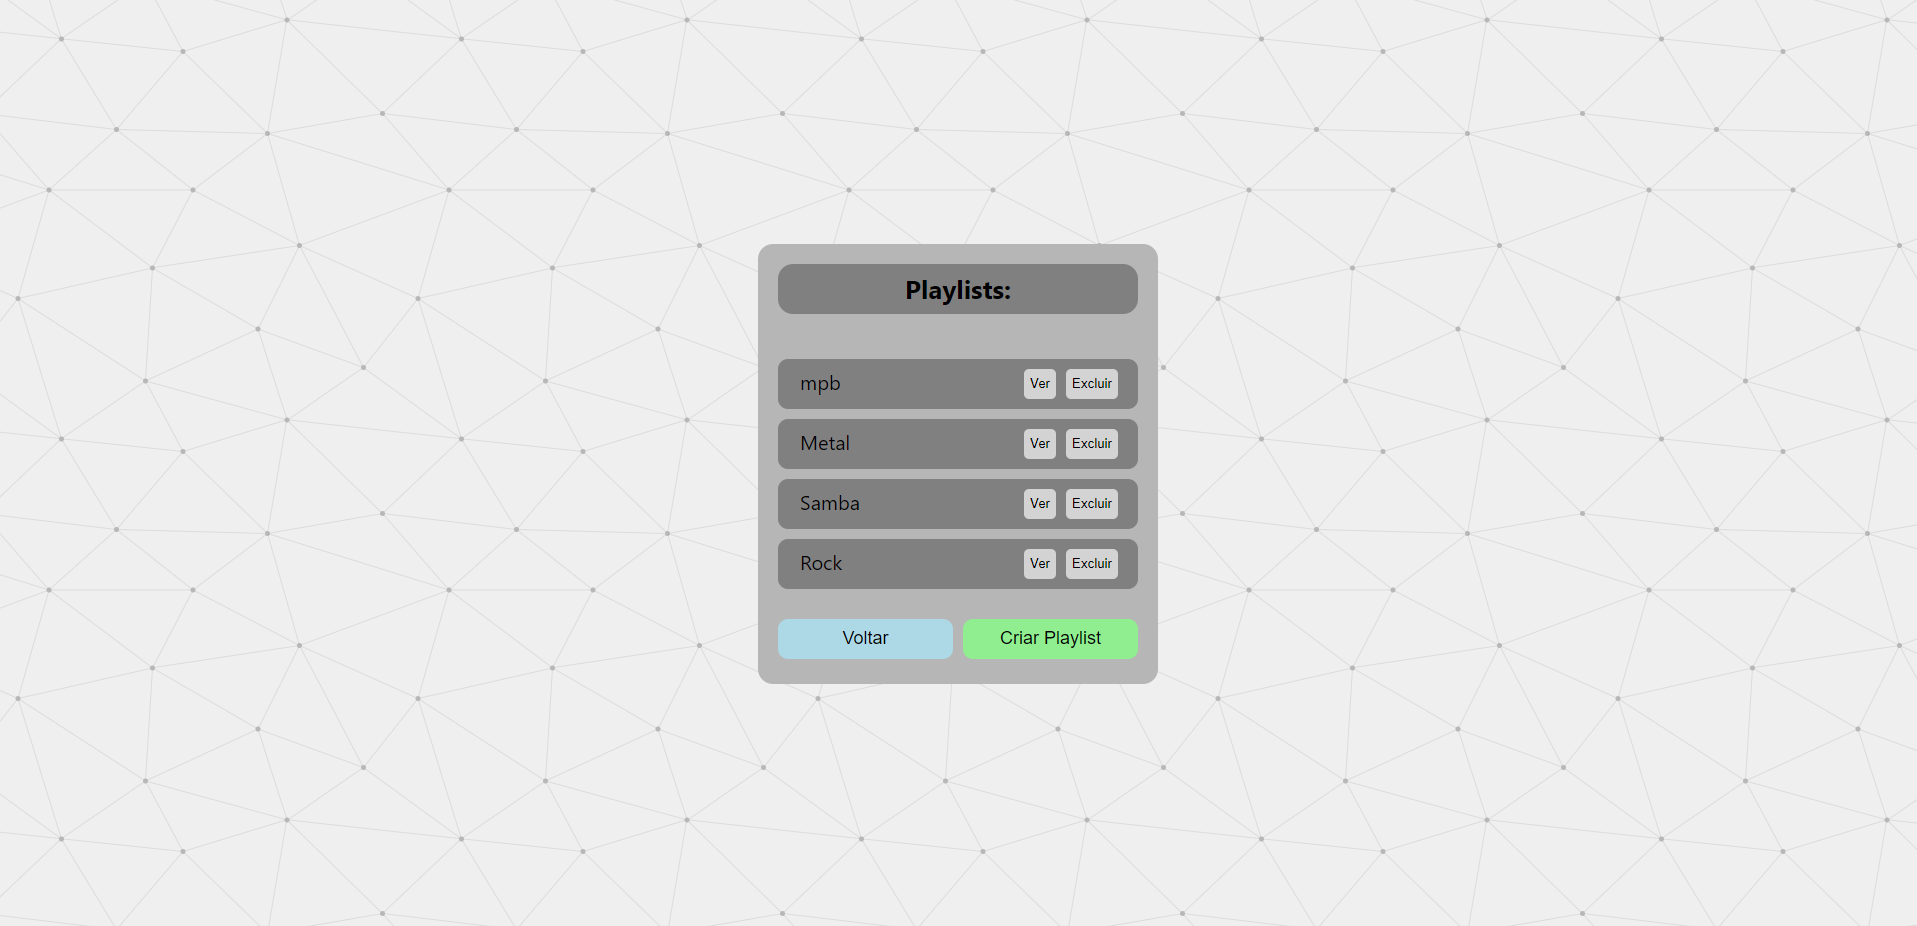 Playlists:
mpb Ver Excluir
Metal Ver Excluir
Samba Ver Excluir
Rock Ver Excluir
Voltar Criar Playlist